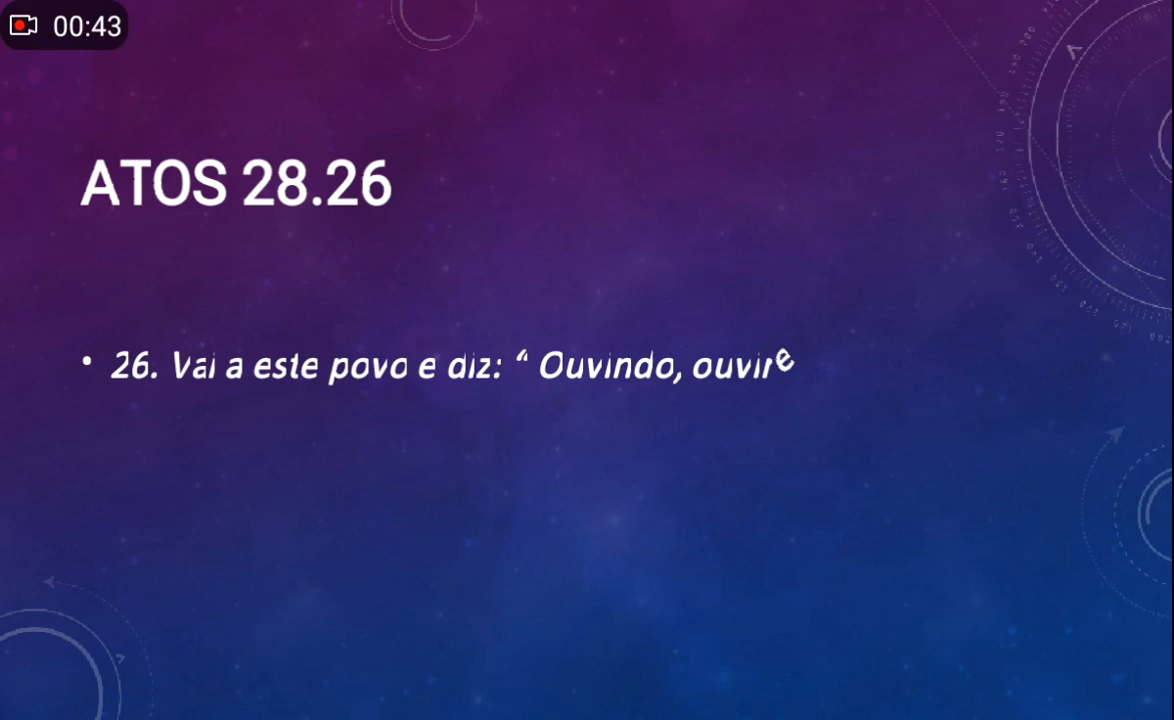 00:43
ATOS 28.26
• 26. Vai a este povo e diz: “ Ouvindo, ouvire